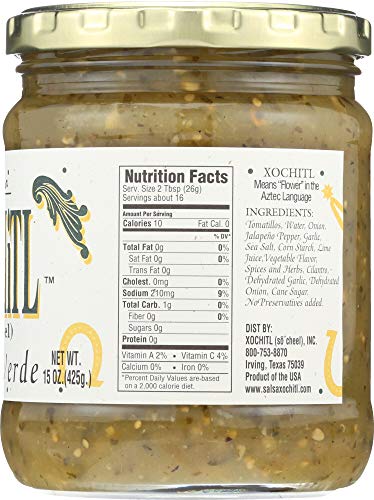 TL
™
el)
erde
NET WT.
15 OZ. (425g.)
Nutrition Facts
Serv. Size 2 Tbsp (26g)
Servings about 16
Amount Per Serving
Calories 10 Fat Cal. 0
% DV*
Total Fat 0g 0%
Sat Fat 0g 0%
Trans Fat 0g
Cholest. 0mg 0%
Sodium 210mg 9%
Total Carb. 1g 0%
Fiber 0g 0%
Sugars 0g
Protein 0g
Vitamin A 2% • Vitamin C 4%
Calcium 0% • Iron 0%
*Percent Daily Values are based
on a 2,000 calorie diet.
XOCHITL
Means "Flower" in the
Aztec Language
INGREDIENTS:
Tomatillos, Water, Onion,
Jalapeño Pepper, Garlic,
Sea Salt, Corn Starch, Lime
Juice, Vegetable Flavor,
Spices and Herbs, Cilantro,
Dehydrated Garlic, Dehydrated
Onion, Cane Sugar.
No Preservatives added.
DIST BY:
XOCHITL (sō´cheel), INC.
800-753-8870
Irving, Texas 75039
Product of the USA
www.salsaxochitl.com